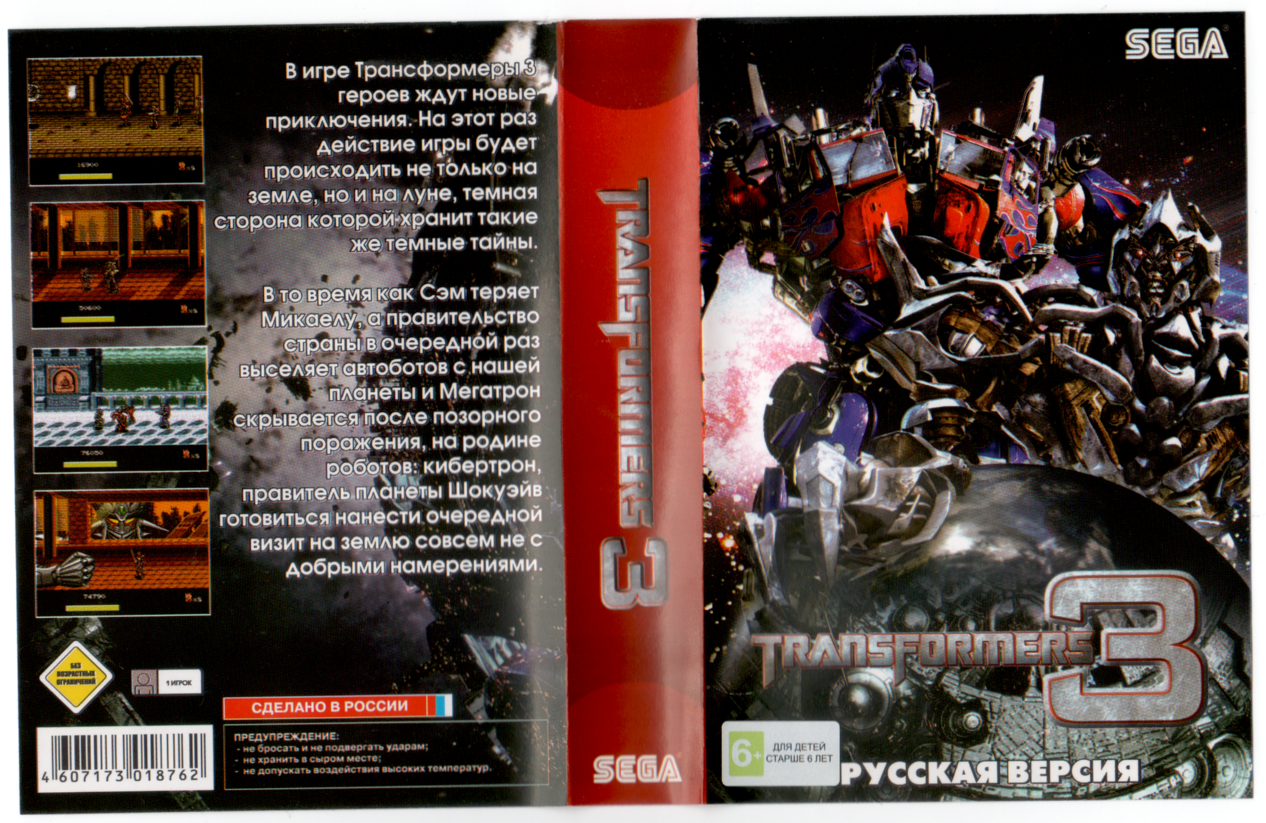 В игре Трансформеры 3
героев ждут новые
приключения. На этот раз
действие игры будет
происходить не только на
земле, но и на луне, темная
сторона которой хранит такие
же темные тайны.
В то время как Сэм теряет
Микаелу, а правительство
страны в очередной раз
выселяет автоботов с нашей
планеты и Мегатрон
скрывается после позорного
поражения, на родине
роботов: кибертрон,
правитель планеты Шокуэйв
готовиться нанести очередной
визит на землю совсем не с
добрыми намерениями.
16900
50600
76050
74790
БЕЗ
ВОЗРАСТНЫХ
ОГРАНИЧЕНИЙ
1 ИГРОК
СДЕЛАНО В РОССИИ
ПРЕДУПРЕЖДЕНИЕ:
- не бросать и не подвергать ударам;
- не хранить в сыром месте;
- не допускать воздействия высоких температур.
4 607173 018762
TRANSFORMERS 3
SEGA
SEGA
TRANSFORMERS 3
6+
ДЛЯ ДЕТЕЙ
СТАРШЕ 6 ЛЕТ
РУССКАЯ ВЕРСИЯ